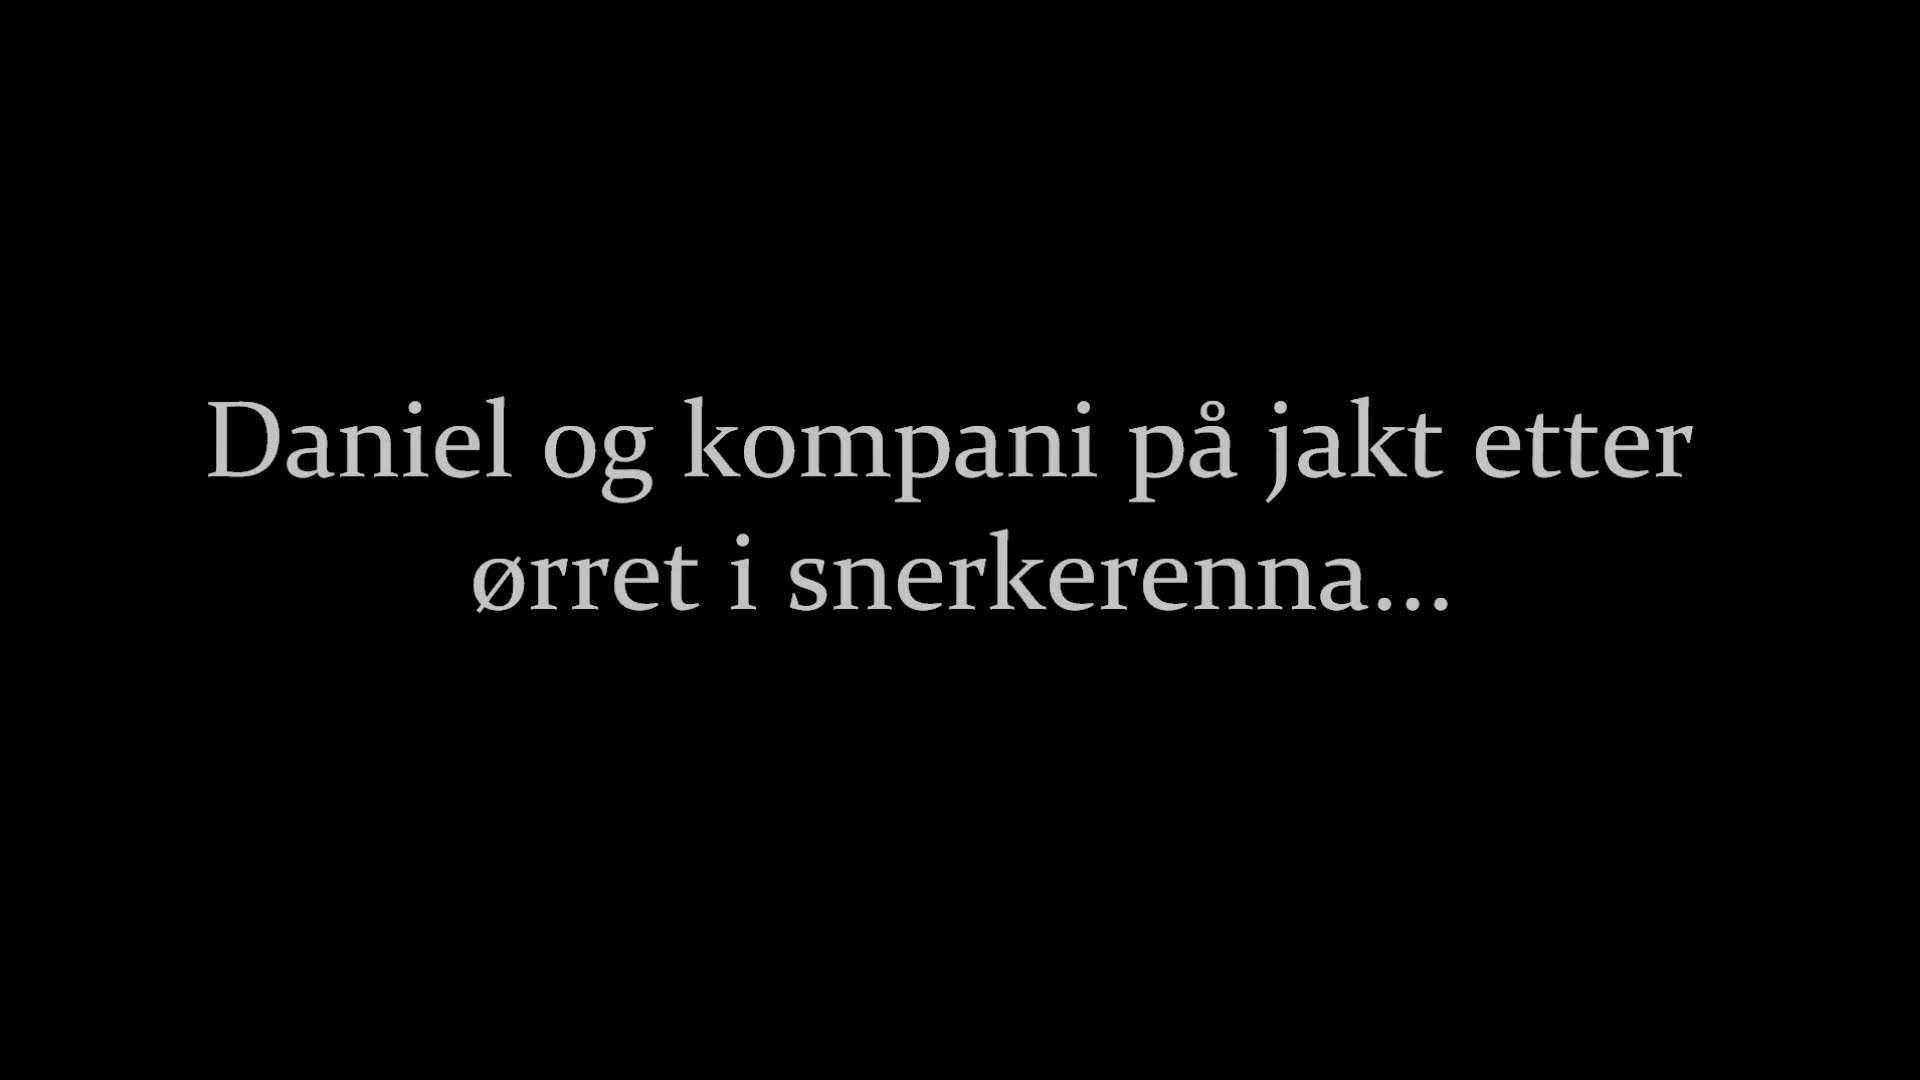 Daniel og kompani på jakt etter
ørret i snerkerenna...